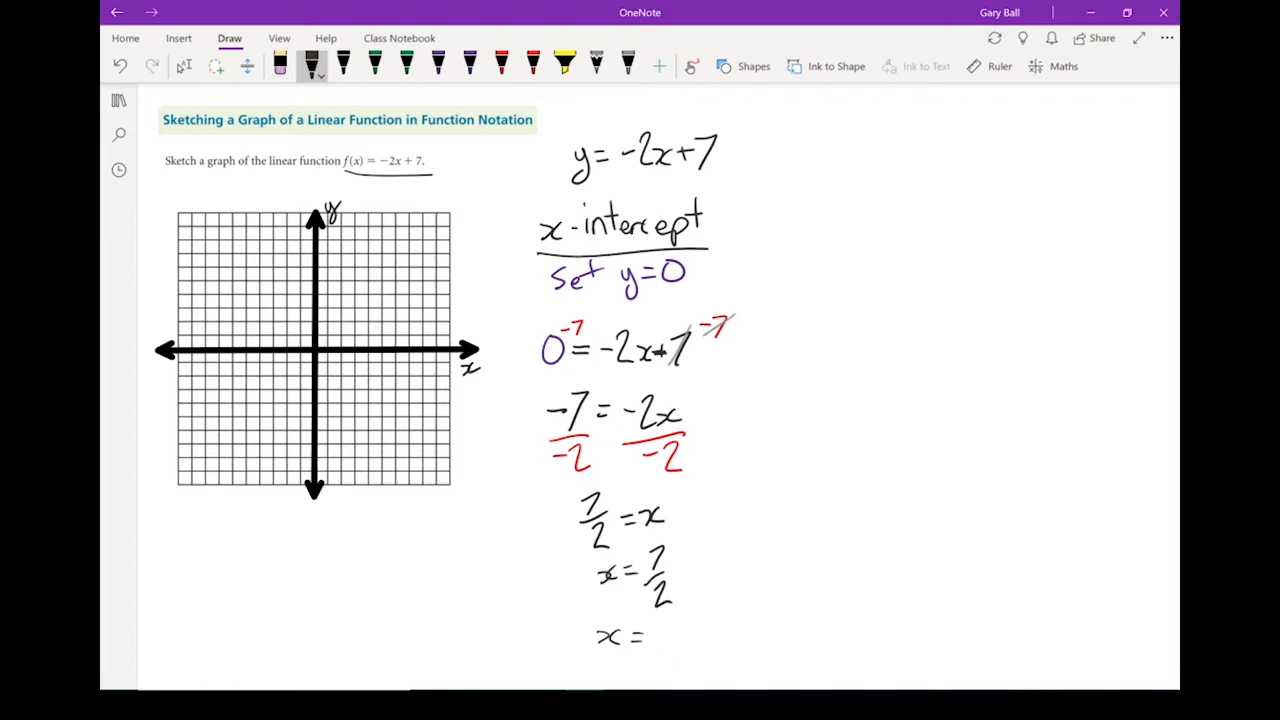 OneNote
Gary Ball
Home Insert Draw View Help Class Notebook
Share
Shapes Ink to Shape Ink to Text Ruler Maths
Sketching a Graph of a Linear Function in Function Notation
Sketch a graph of the linear function f(x) = −2x + 7.
y
x
y = -2x+7
x-intercept
Set y=0
0 -7 = -2x+7 -7
-7 = -2x
-2 -2
7/2 = x
x = 7/2
x =